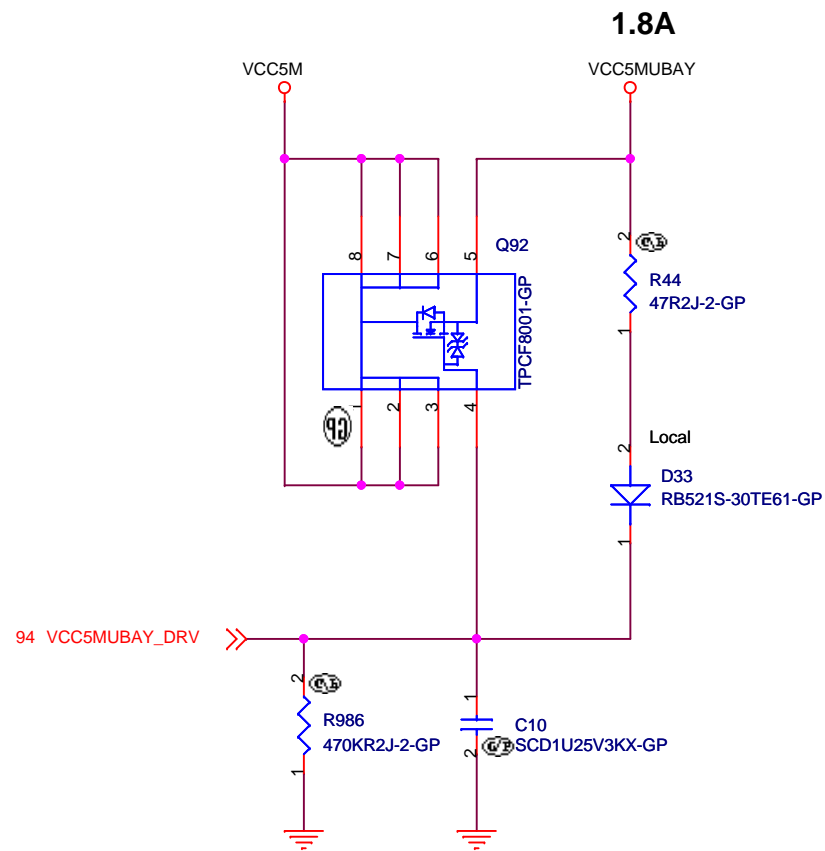 1.8A
VCC5M
VCC5MUBAY
Q92
8
7
6
5
TPCF8001-GP
1
2
3
4
GP
2
R44
47R2J-2-GP
1
Local
2
D33
RB521S-30TE61-GP
1
94 VCC5MUBAY_DRV
2
R986
470KR2J-2-GP
1
1
C10
SCD1U25V3KX-GP
2
G/P